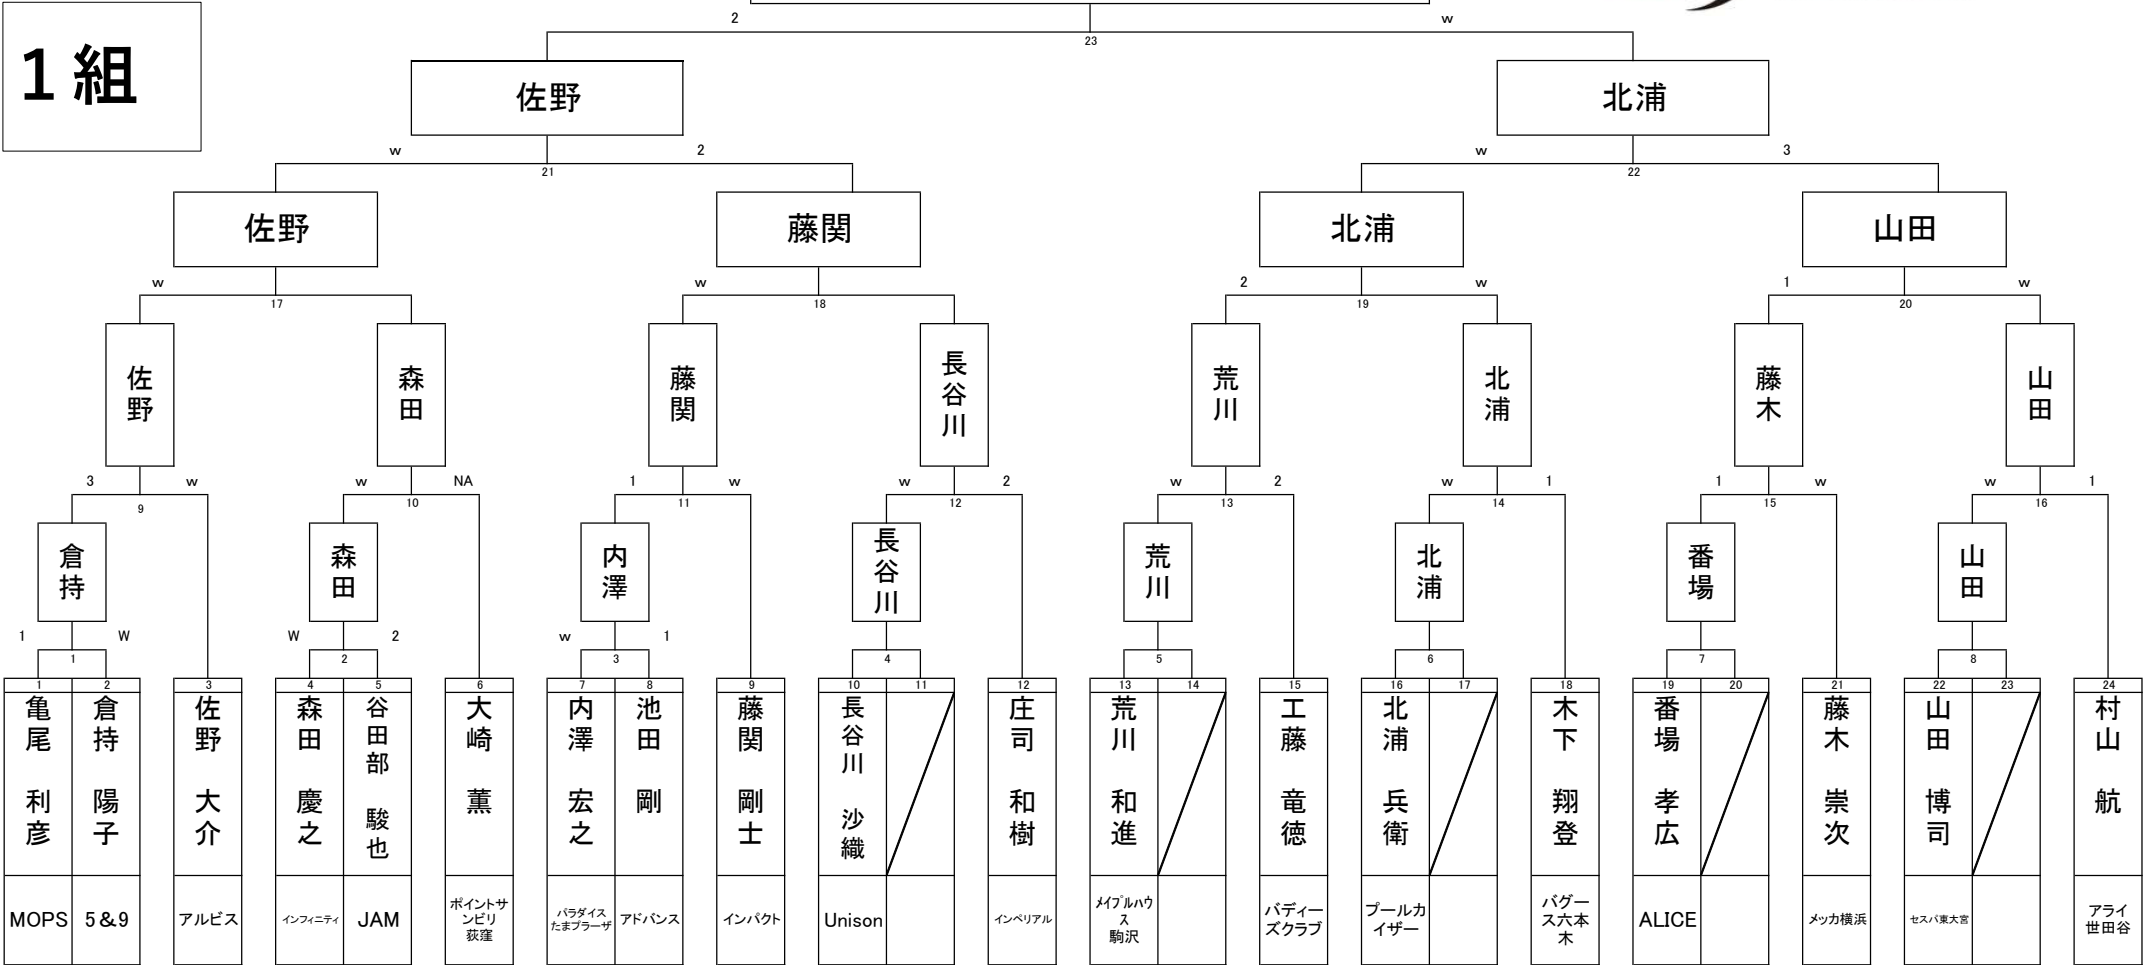 1組
2 w
23
佐野 北浦
w 2 w 3
21 22
佐野 藤関 北浦 山田
w w 2 w 1 w
17 18 19 20
佐野 森田 藤関 長谷川 荒川 北浦 藤木 山田
3 w w NA 1 w w 2 w 2 w 1 1 w w 1
9 10 11 12 13 14 15 16
倉持 森田 内澤 長谷川 荒川 北浦 番場 山田
1 W W 2 w 1
1 2 3 4 5 6 7 8
1 2 3 4 5 6 7 8 9 10 11 12 13 14 15 16 17 18 19 20 21 22 23 24
亀尾 利彦
倉持 陽子
佐野 大介
森田 慶之
谷田部 駿也
大崎 薫
内澤 宏之
池田 剛
藤関 剛士
長谷川 沙織
庄司 和樹
荒川 和進
工藤 竜徳
北浦 兵衛
木下 翔登
番場 孝広
藤木 崇次
山田 博司
村山 航
MOPS
5&9
アルビス
インフィニティ
JAM
ポイントサ
ンビリ
荻窪
パラダイス
たまプラーザ
アドバンス
インパクト
Unison
インペリアル
メイプルハウ
ス
駒沢
バディー
ズクラブ
プールカ
イザー
バグー
ス六本
木
ALICE
メッカ横浜
セスパ東大宮
アライ
世田谷